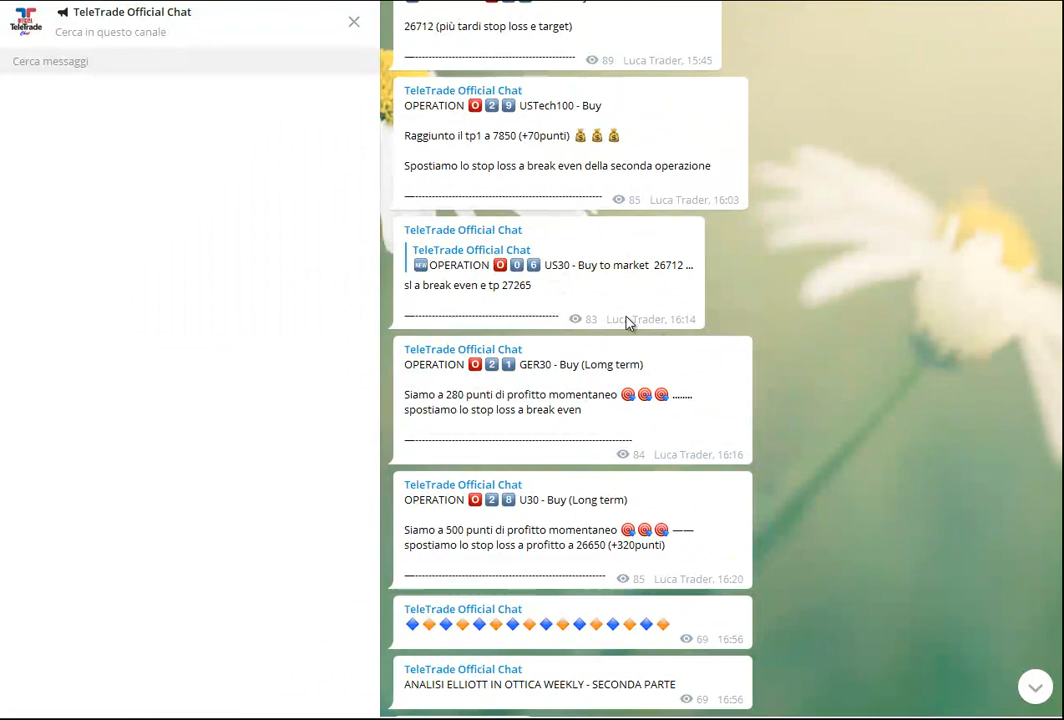 TeleTrade Official Chat
Cerca in questo canale
Cerca messaggi
26712 (più tardi stop loss e target)
89 Luca Trader, 15:45
TeleTrade Official Chat
OPERATION 0 2 9 USTech100 - Buy
Raggiunto il tp1 a 7850 (+70punti) 💰 💰 💰
Spostiamo lo stop loss a break even della seconda operazione
85 Luca Trader, 16:03
TeleTrade Official Chat
TeleTrade Official Chat
🆕OPERATION 0 0 6 US30 - Buy to market 26712 ...
sl a break even e tp 27265
83 Luca Trader, 16:14
TeleTrade Official Chat
OPERATION 0 2 1 GER30 - Buy (Lomg term)
Siamo a 280 punti di profitto momentaneo 🎯 🎯 🎯 ........
spostiamo lo stop loss a break even
84 Luca Trader, 16:16
TeleTrade Official Chat
OPERATION 0 2 8 U30 - Buy (Long term)
Siamo a 500 punti di profitto momentaneo 🎯 🎯 🎯 ——
spostiamo lo stop loss a profitto a 26650 (+320punti)
85 Luca Trader, 16:20
TeleTrade Official Chat
🔷🔶🔷🔶🔷🔶🔷🔶🔷🔶🔷🔶🔷🔶🔷🔶
69 16:56
TeleTrade Official Chat
ANALISI ELLIOTT IN OTTICA WEEKLY - SECONDA PARTE
69 16:56